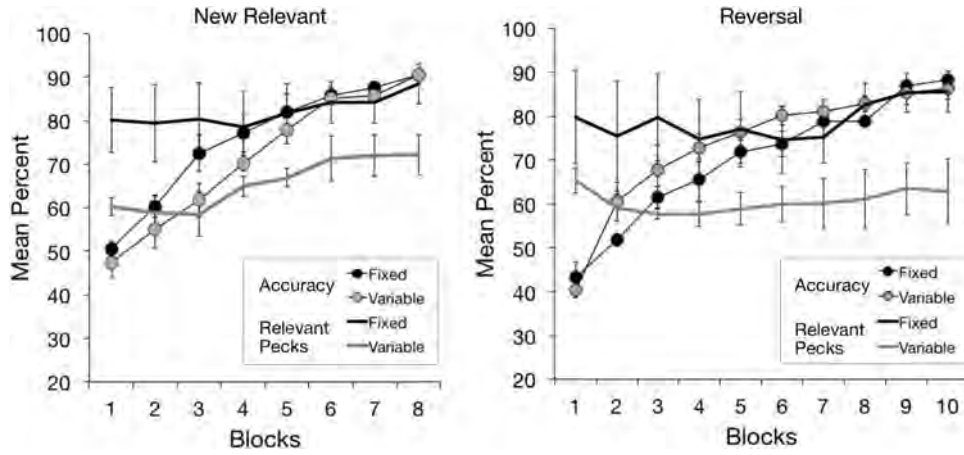 New Relevant
100
90
80
70
60
50
40
30
20
Mean Percent
Accuracy
Fixed
Variable
Relevant
Pecks
Fixed
Variable
1 2 3 4 5 6 7 8
Blocks
Reversal
100
90
80
70
60
50
40
30
20
Mean Percent
Accuracy
Fixed
Variable
Relevant
Pecks
Fixed
Variable
1 2 3 4 5 6 7 8 9 10
Blocks